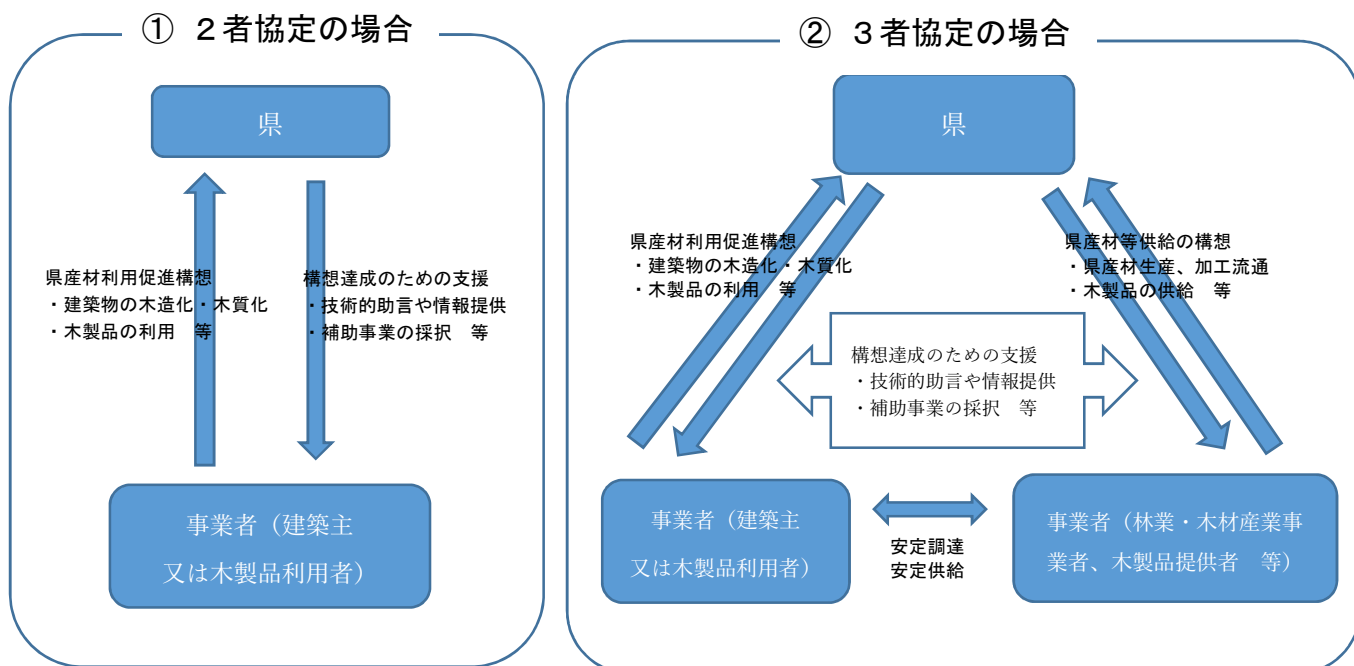 ① ２者協定の場合
県
県産材利用促進構想
・建築物の木造化・木質化
・木製品の利用　等
構想達成のための支援
・技術的助言や情報提供
・補助事業の採択　等
事業者（建築主
又は木製品利用者）
② ３者協定の場合
県
県産材利用促進構想
・建築物の木造化・木質化
・木製品の利用　等
県産材等供給の構想
・県産材生産、加工流通
・木製品の供給　等
構想達成のための支援
・技術的助言や情報提供
・補助事業の採択　等
事業者（建築主
又は木製品利用者）
安定調達
安定供給
事業者（林業・木材産業事
業者、木製品提供者　等）